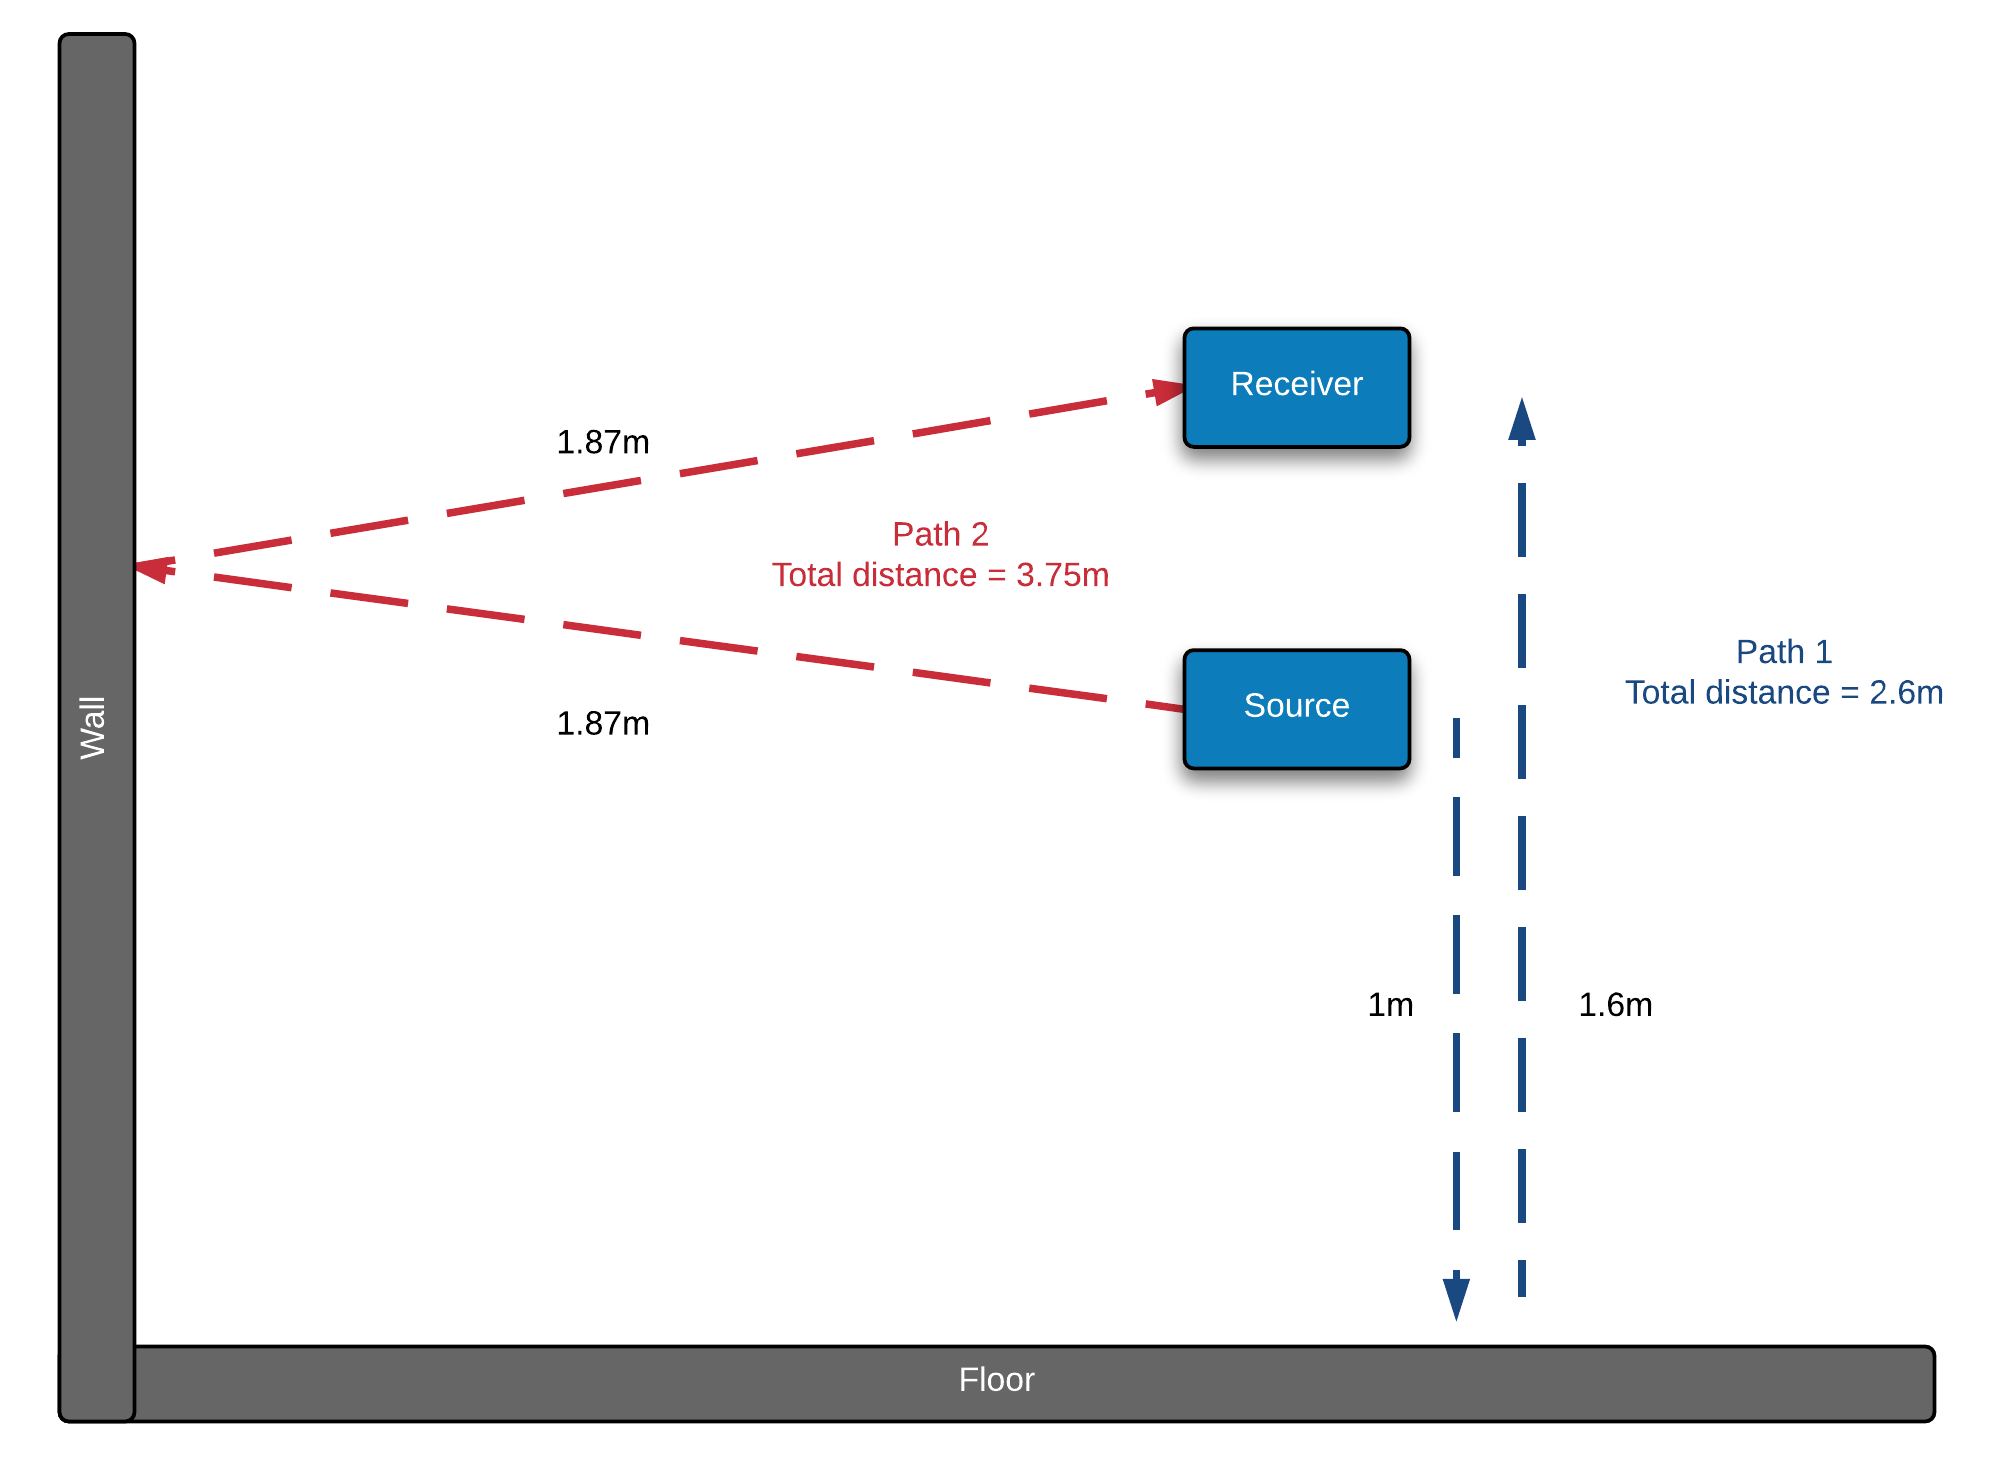 Receiver
1.87m
Path 2
Total distance = 3.75m
Path 1
Total distance = 2.6m
Source
1.87m
Wall
1m
1.6m
Floor